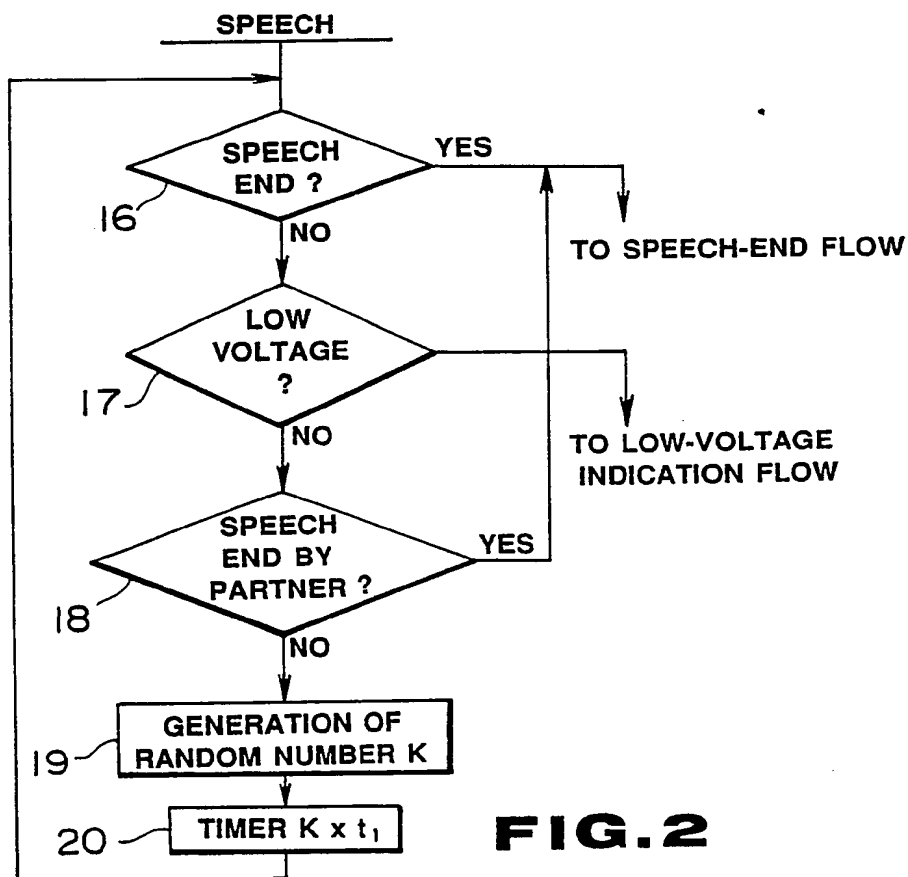 SPEECH
SPEECH
END ?
YES
16
NO
TO SPEECH-END FLOW
LOW
VOLTAGE
?
17
NO
TO LOW-VOLTAGE
INDICATION FLOW
SPEECH
END BY
PARTNER ?
YES
18
NO
GENERATION OF
RANDOM NUMBER K
19
TIMER K x t₁
20
FIG.2